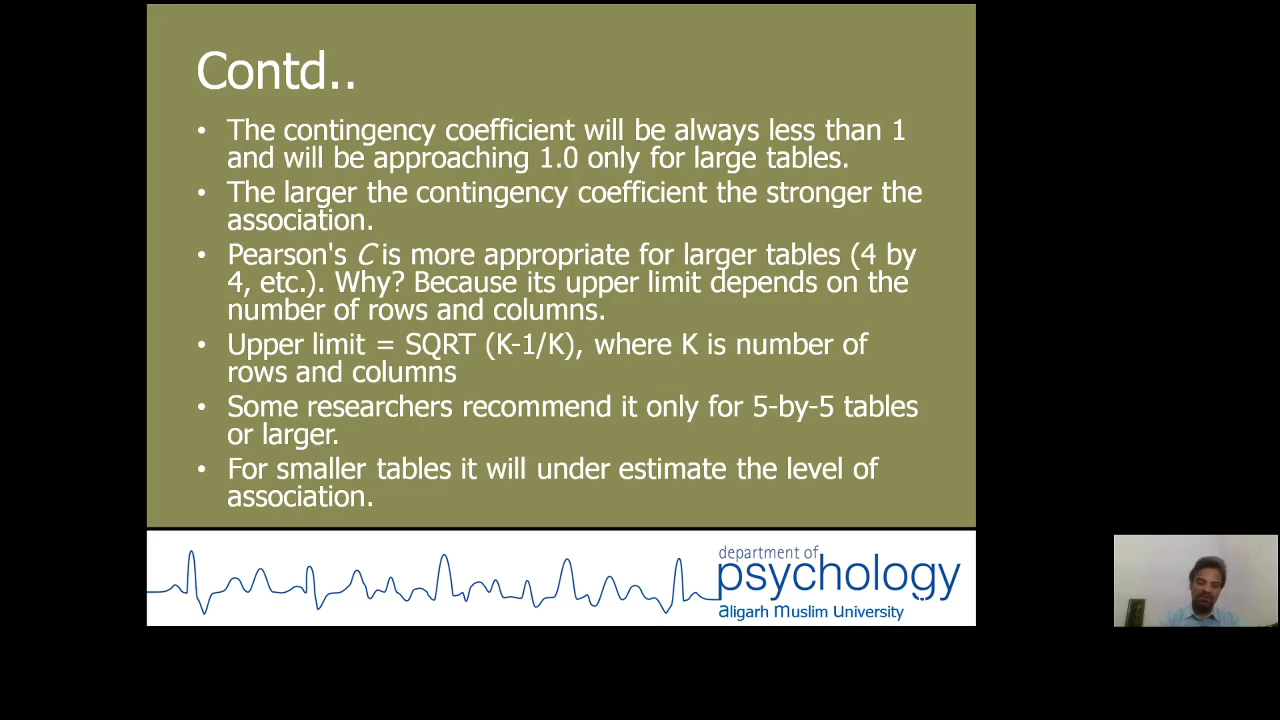 Contd..
• The contingency coefficient will be always less than 1
and will be approaching 1.0 only for large tables.
• The larger the contingency coefficient the stronger the
association.
• Pearson's C is more appropriate for larger tables (4 by
4, etc.). Why? Because its upper limit depends on the
number of rows and columns.
• Upper limit = SQRT (K-1/K), where K is number of
rows and columns
• Some researchers recommend it only for 5-by-5 tables
or larger.
• For smaller tables it will under estimate the level of
association.
department of
psychology
aligarh Muslim University